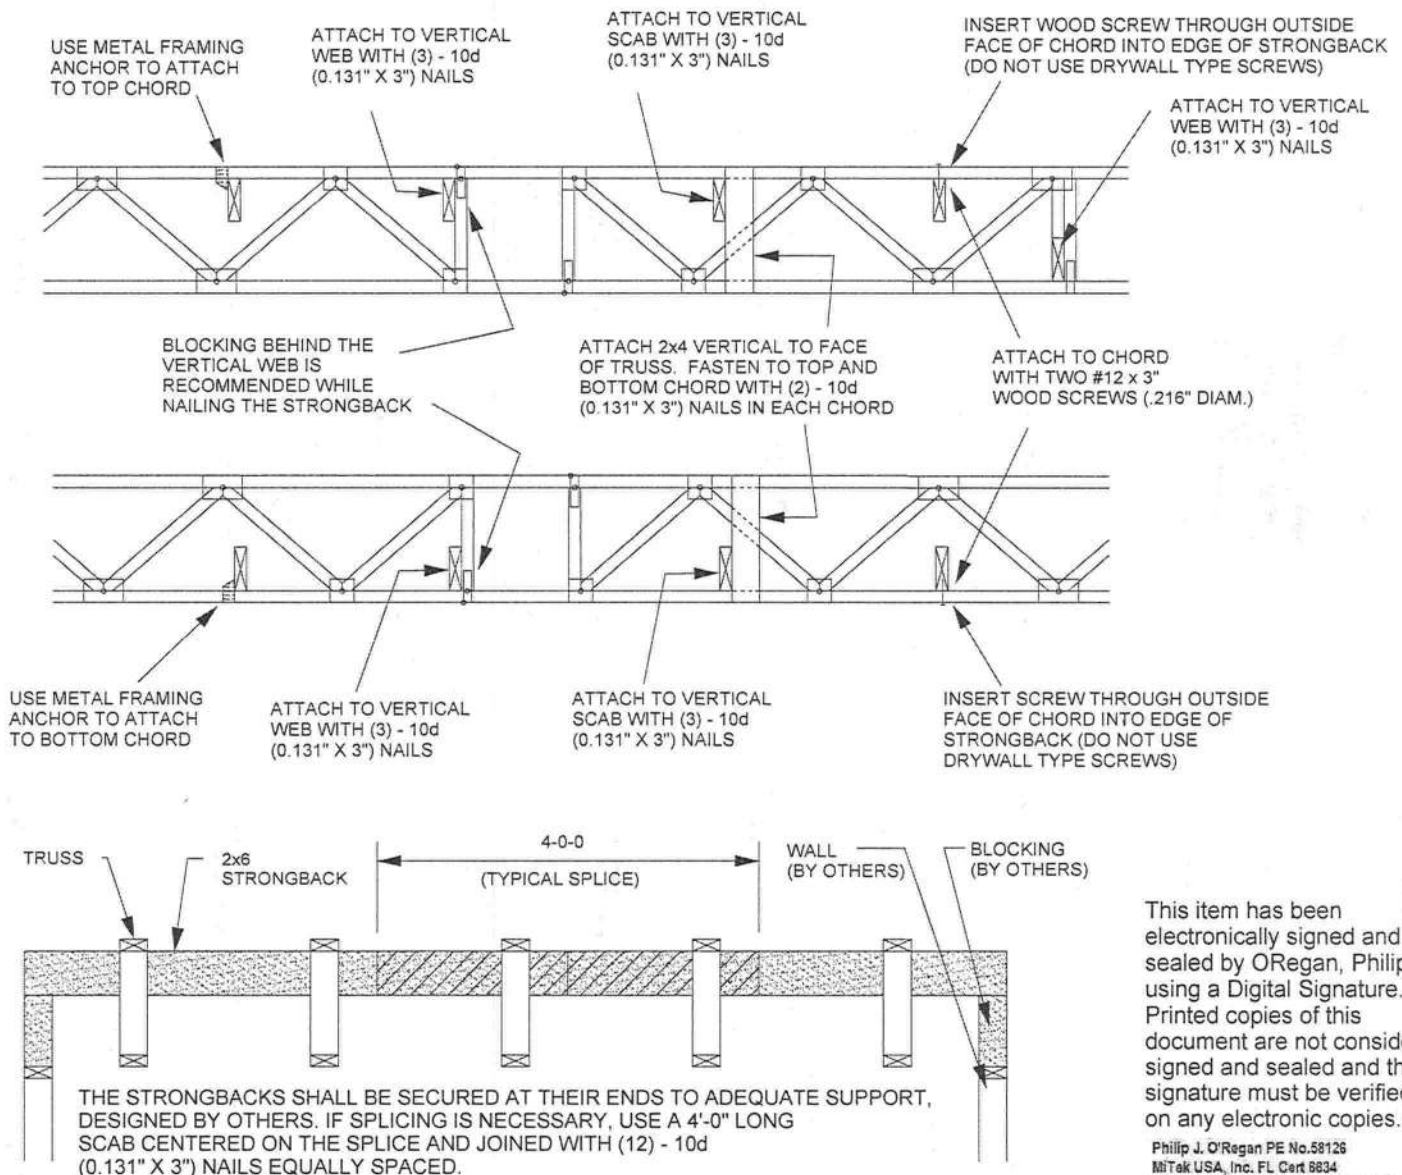 USE METAL FRAMING
ANCHOR TO ATTACH
TO TOP CHORD
ATTACH TO VERTICAL
WEB WITH (3) - 10d
(0.131" X 3") NAILS
ATTACH TO VERTICAL
SCAB WITH (3) - 10d
(0.131" X 3") NAILS
INSERT WOOD SCREW THROUGH OUTSIDE
FACE OF CHORD INTO EDGE OF STRONGBACK
(DO NOT USE DRYWALL TYPE SCREWS)
ATTACH TO VERTICAL
WEB WITH (3) - 10d
(0.131" X 3") NAILS
BLOCKING BEHIND THE
VERTICAL WEB IS
RECOMMENDED WHILE
NAILING THE STRONGBACK
ATTACH 2x4 VERTICAL TO FACE
OF TRUSS. FASTEN TO TOP AND
BOTTOM CHORD WITH (2) - 10d
(0.131" X 3") NAILS IN EACH CHORD
ATTACH TO CHORD
WITH TWO #12 x 3"
WOOD SCREWS (.216" DIAM.)
USE METAL FRAMING
ANCHOR TO ATTACH
TO BOTTOM CHORD
ATTACH TO VERTICAL
WEB WITH (3) - 10d
(0.131" X 3") NAILS
ATTACH TO VERTICAL
SCAB WITH (3) - 10d
(0.131" X 3") NAILS
INSERT SCREW THROUGH OUTSIDE
FACE OF CHORD INTO EDGE OF
STRONGBACK (DO NOT USE
DRYWALL TYPE SCREWS)
TRUSS
2x6
STRONGBACK
4-0-0
(TYPICAL SPLICE)
WALL
(BY OTHERS)
BLOCKING
(BY OTHERS)
THE STRONGBACKS SHALL BE SECURED AT THEIR ENDS TO ADEQUATE SUPPORT,
DESIGNED BY OTHERS. IF SPLICING IS NECESSARY, USE A 4'-0" LONG
SCAB CENTERED ON THE SPLICE AND JOINED WITH (12) - 10d
(0.131" X 3") NAILS EQUALLY SPACED.
This item has been
electronically signed and
sealed by ORegan, Philip
using a Digital Signature.
Printed copies of this
document are not
signed and sealed and
signature must be verified
on any electronic copies.
Philip J. O'Regan PE No.58126
MiTek USA, Inc. FL Cert 6634